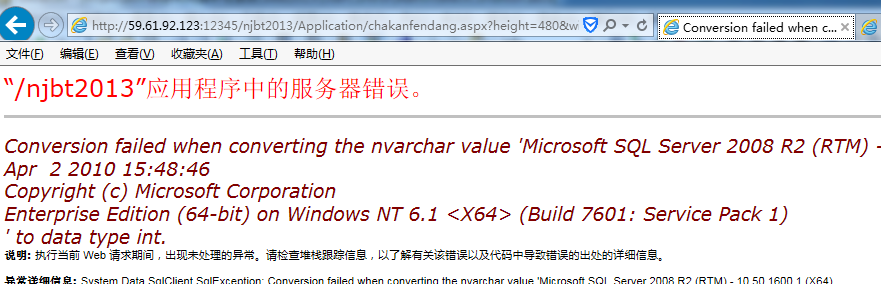 http://59.61.92.123:12345/njbt2013/Application/chakanfendang.aspx?height=480&w
Conversion failed when c...
文件(F) 编辑(E) 查看(V) 收藏夹(A) 工具(T) 帮助(H)
“/njbt2013”应用程序中的服务器错误。
Conversion failed when converting the nvarchar value 'Microsoft SQL Server 2008 R2 (RTM) -
Apr 2 2010 15:48:46
Copyright (c) Microsoft Corporation
Enterprise Edition (64-bit) on Windows NT 6.1 <X64> (Build 7601: Service Pack 1)
' to data type int.
说明: 执行当前 Web 请求期间，出现未处理的异常。请检查堆栈跟踪信息，以了解有关该错误以及代码中导致错误的出处的详细信息。
异常详细信息: System.Data.SqlClient.SqlException: Conversion failed when converting the nvarchar value 'Microsoft SQL Server 2008 R2 (RTM) - 10.50.1600.1 (X64)